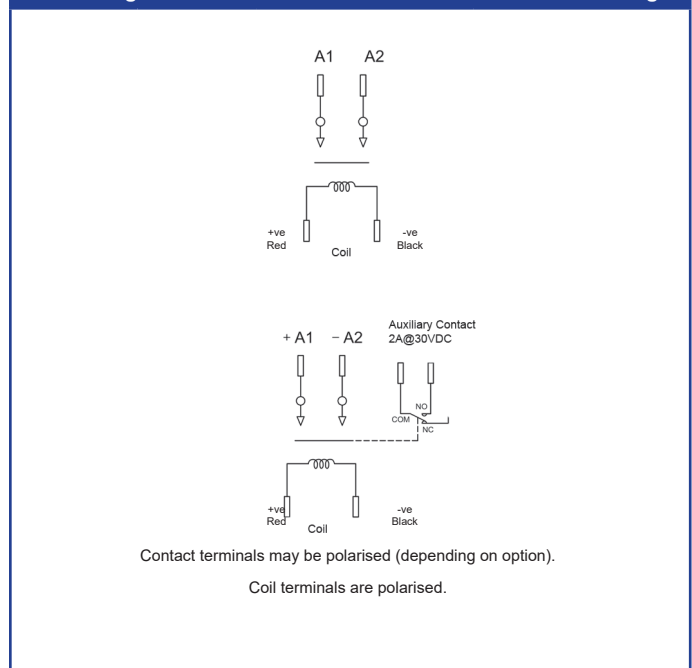 A1 A2
+ve
Red
-ve
Black
Coil
Auxiliary Contact
2A@30VDC
+ A1 - A2
NO
COM
NC
+ve
Red
-ve
Black
Coil
Contact terminals may be polarised (depending on option).
Coil terminals are polarised.